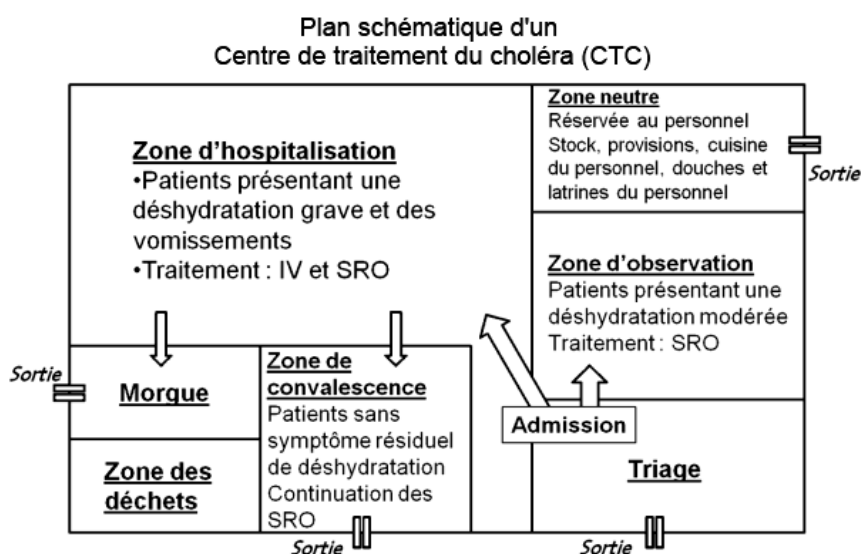 Plan schématique d'un
Centre de traitement du choléra (CTC)
Zone d'hospitalisation
•Patients présentant une
déshydratation grave et des
vomissements
•Traitement : IV et SRO
Zone neutre
Réservée au personnel
Stock, provisions, cuisine
du personnel, douches et
latrines du personnel
Sortie
Zone d'observation
Patients présentant une
déshydratation modérée
Traitement : SRO
Sortie
Morgue
Zone des
déchets
Zone de
convalescence
Patients sans
symptôme résiduel
de déshydratation
Continuation des
SRO
Sortie
Admission
Triage
Sortie